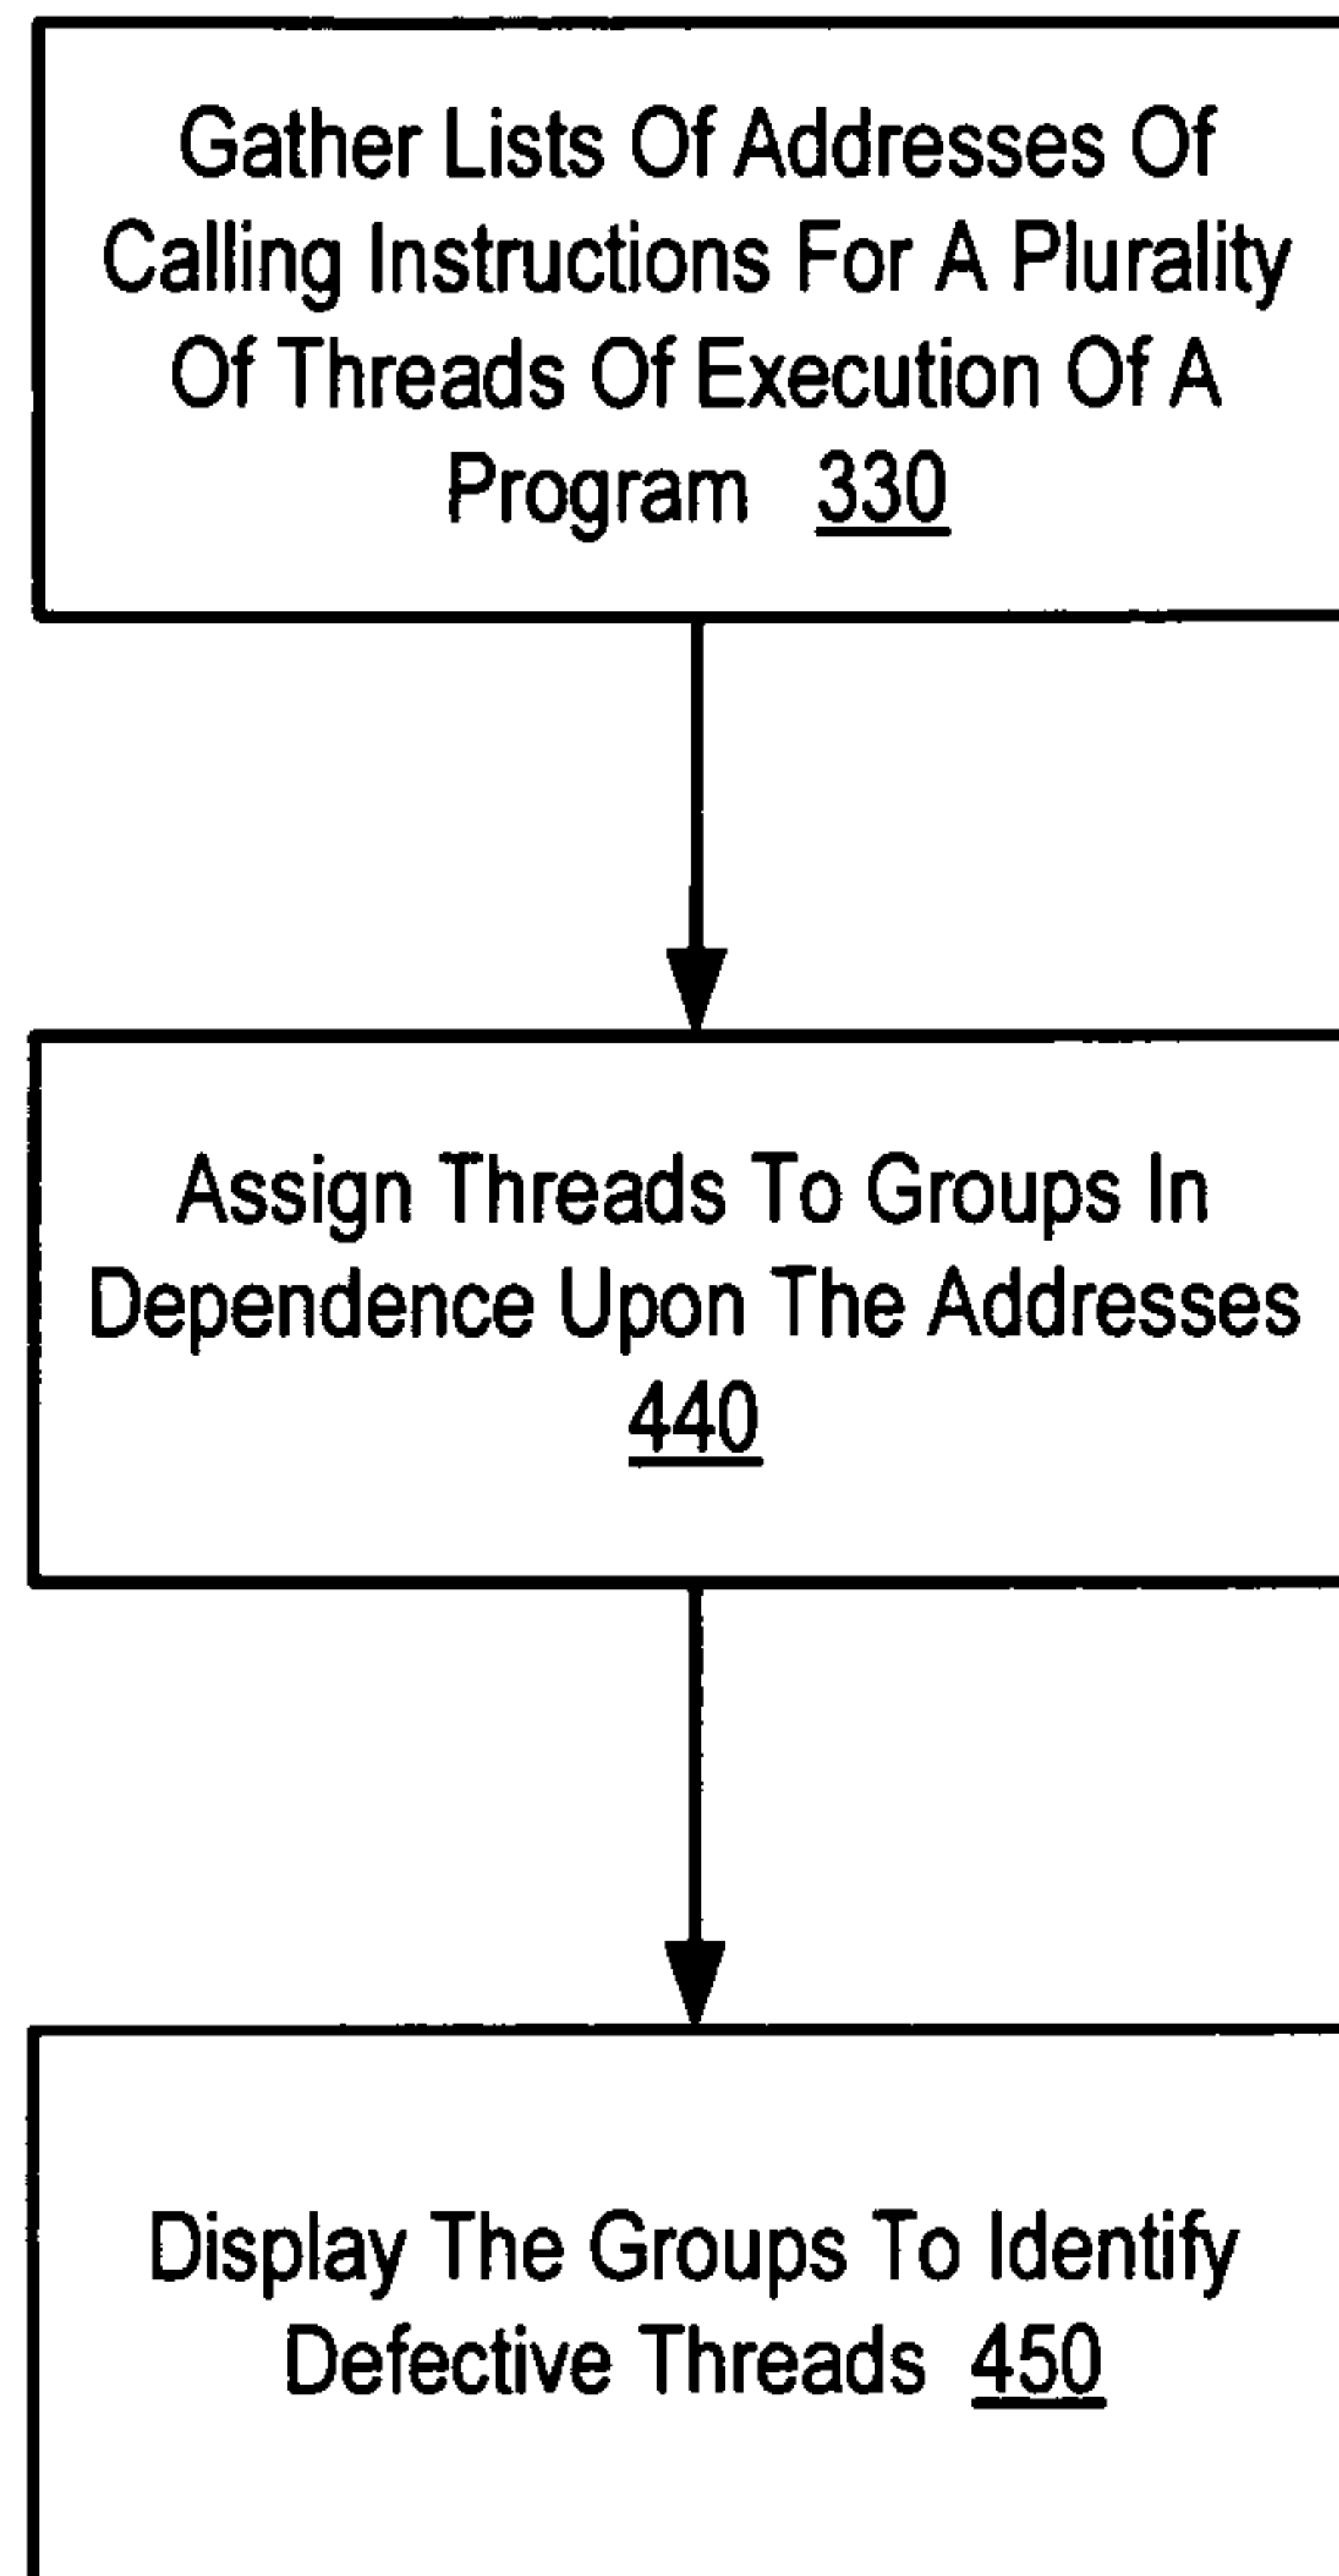 Gather Lists Of Addresses Of
Calling Instructions For A Plurality
Of Threads Of Execution Of A
Program 330
Assign Threads To Groups In
Dependence Upon The Addresses
440
Display The Groups To Identify
Defective Threads 450